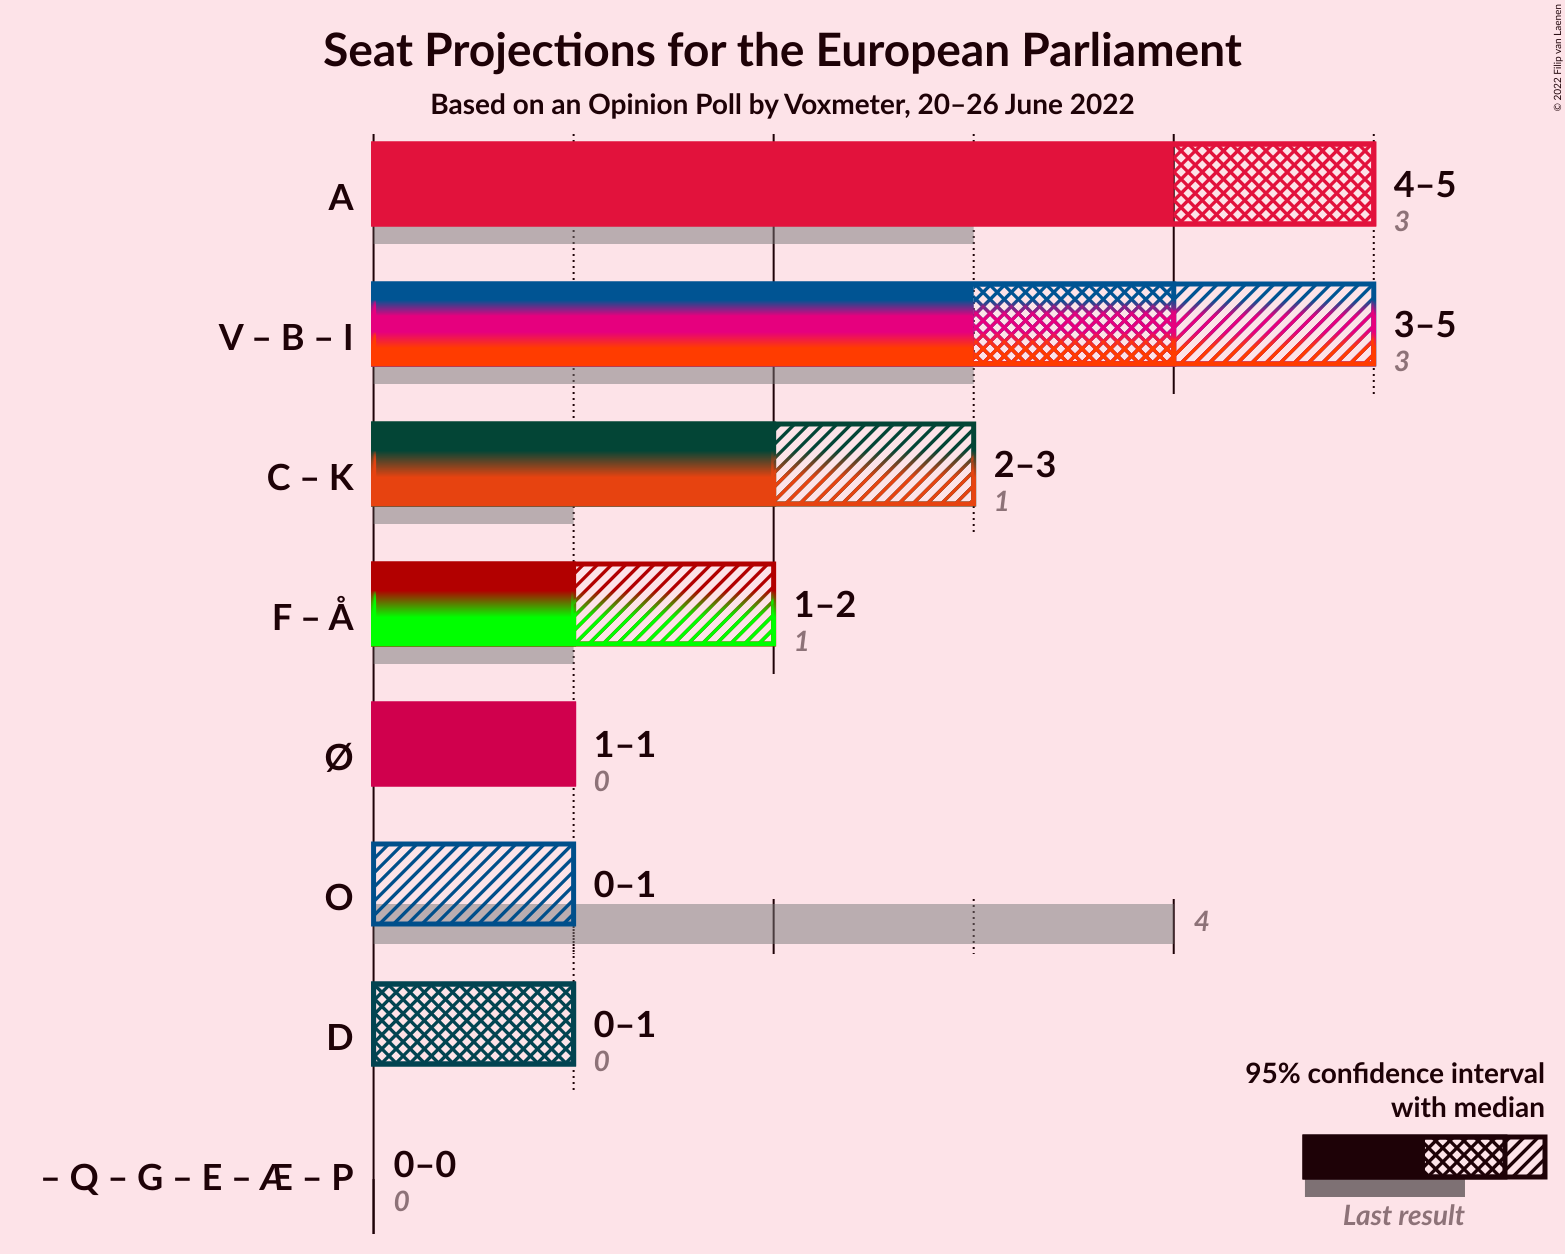 Seat Projections for the European Parliament
Based on an Opinion Poll by Voxmeter, 20–26 June 2022
© 2022 Filip van Laenen
A
4–5
3
V – B – I
3–5
3
C – K
2–3
1
F – Å
1–2
1
Ø
1–1
0
O
0–1
4
D
0–1
0
– Q – G – E – Æ – P
0–0
0
95% confidence interval
with median
Last result